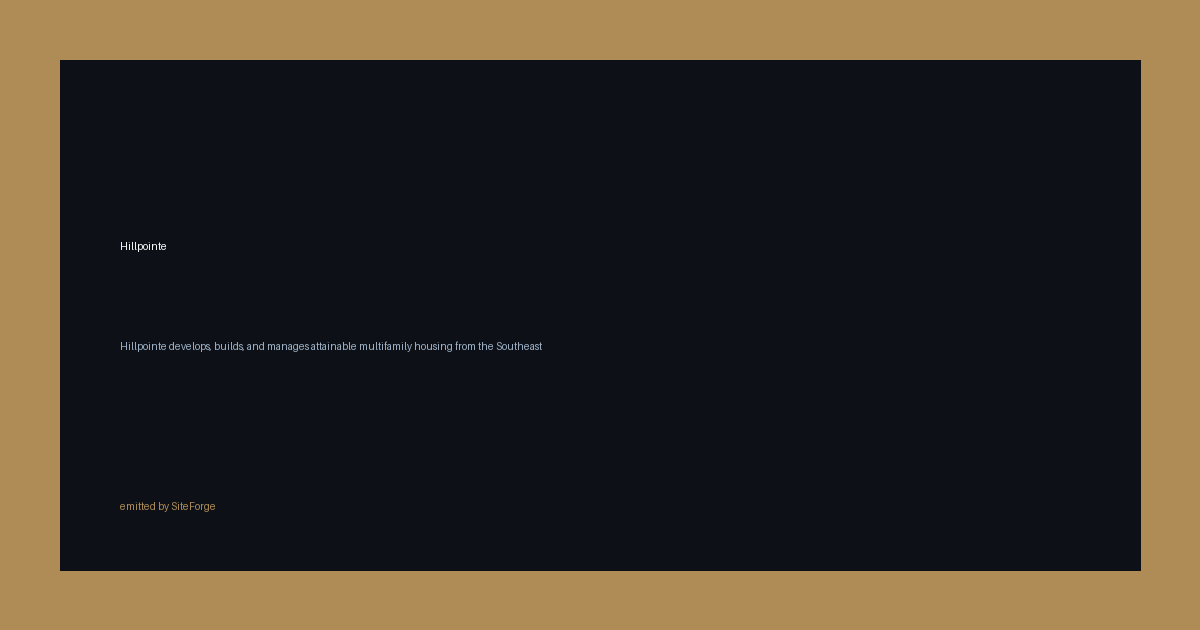 Hillpointe
Hillpointe develops, builds, and manages attainable multifamily housing from the Southeast
emitted by SiteForge